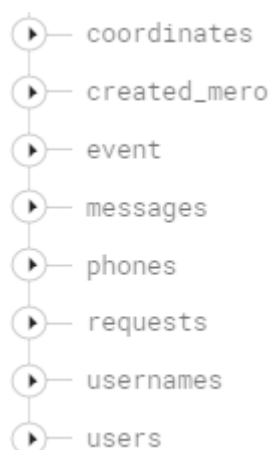 coordinates
created_mero
event
messages
phones
requests
usernames
users